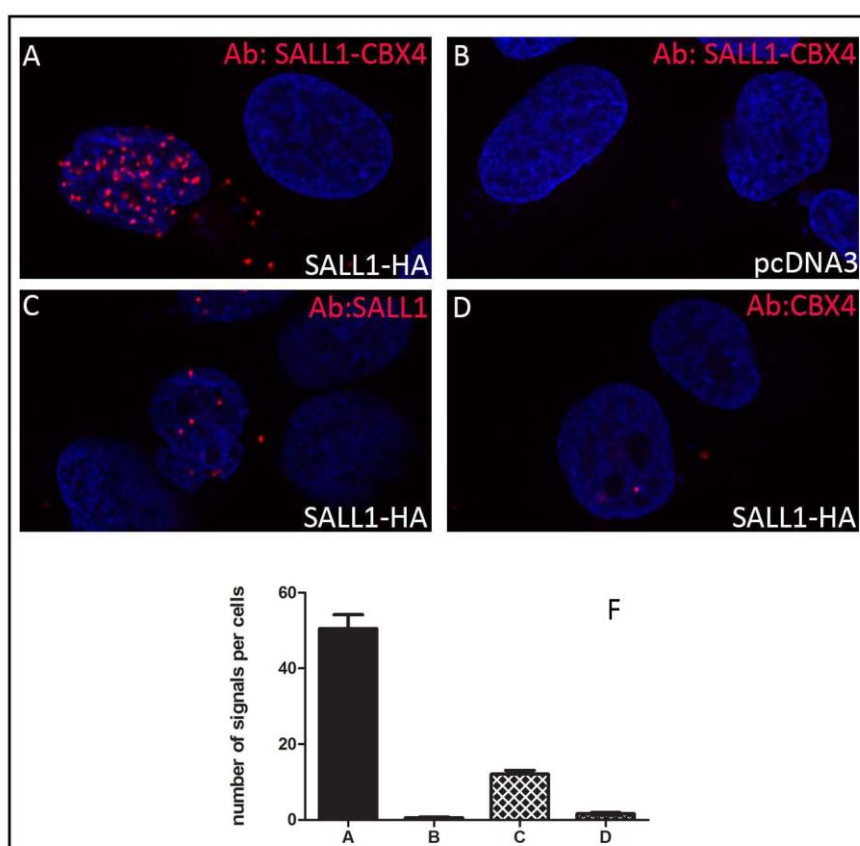 A Ab: SALL1-CBX4
SALL1-HA
B Ab: SALL1-CBX4
pcDNA3
C Ab:SALL1
SALL1-HA
D Ab:CBX4
SALL1-HA
F
number of signals per cells
60
40
20
0
A B C D